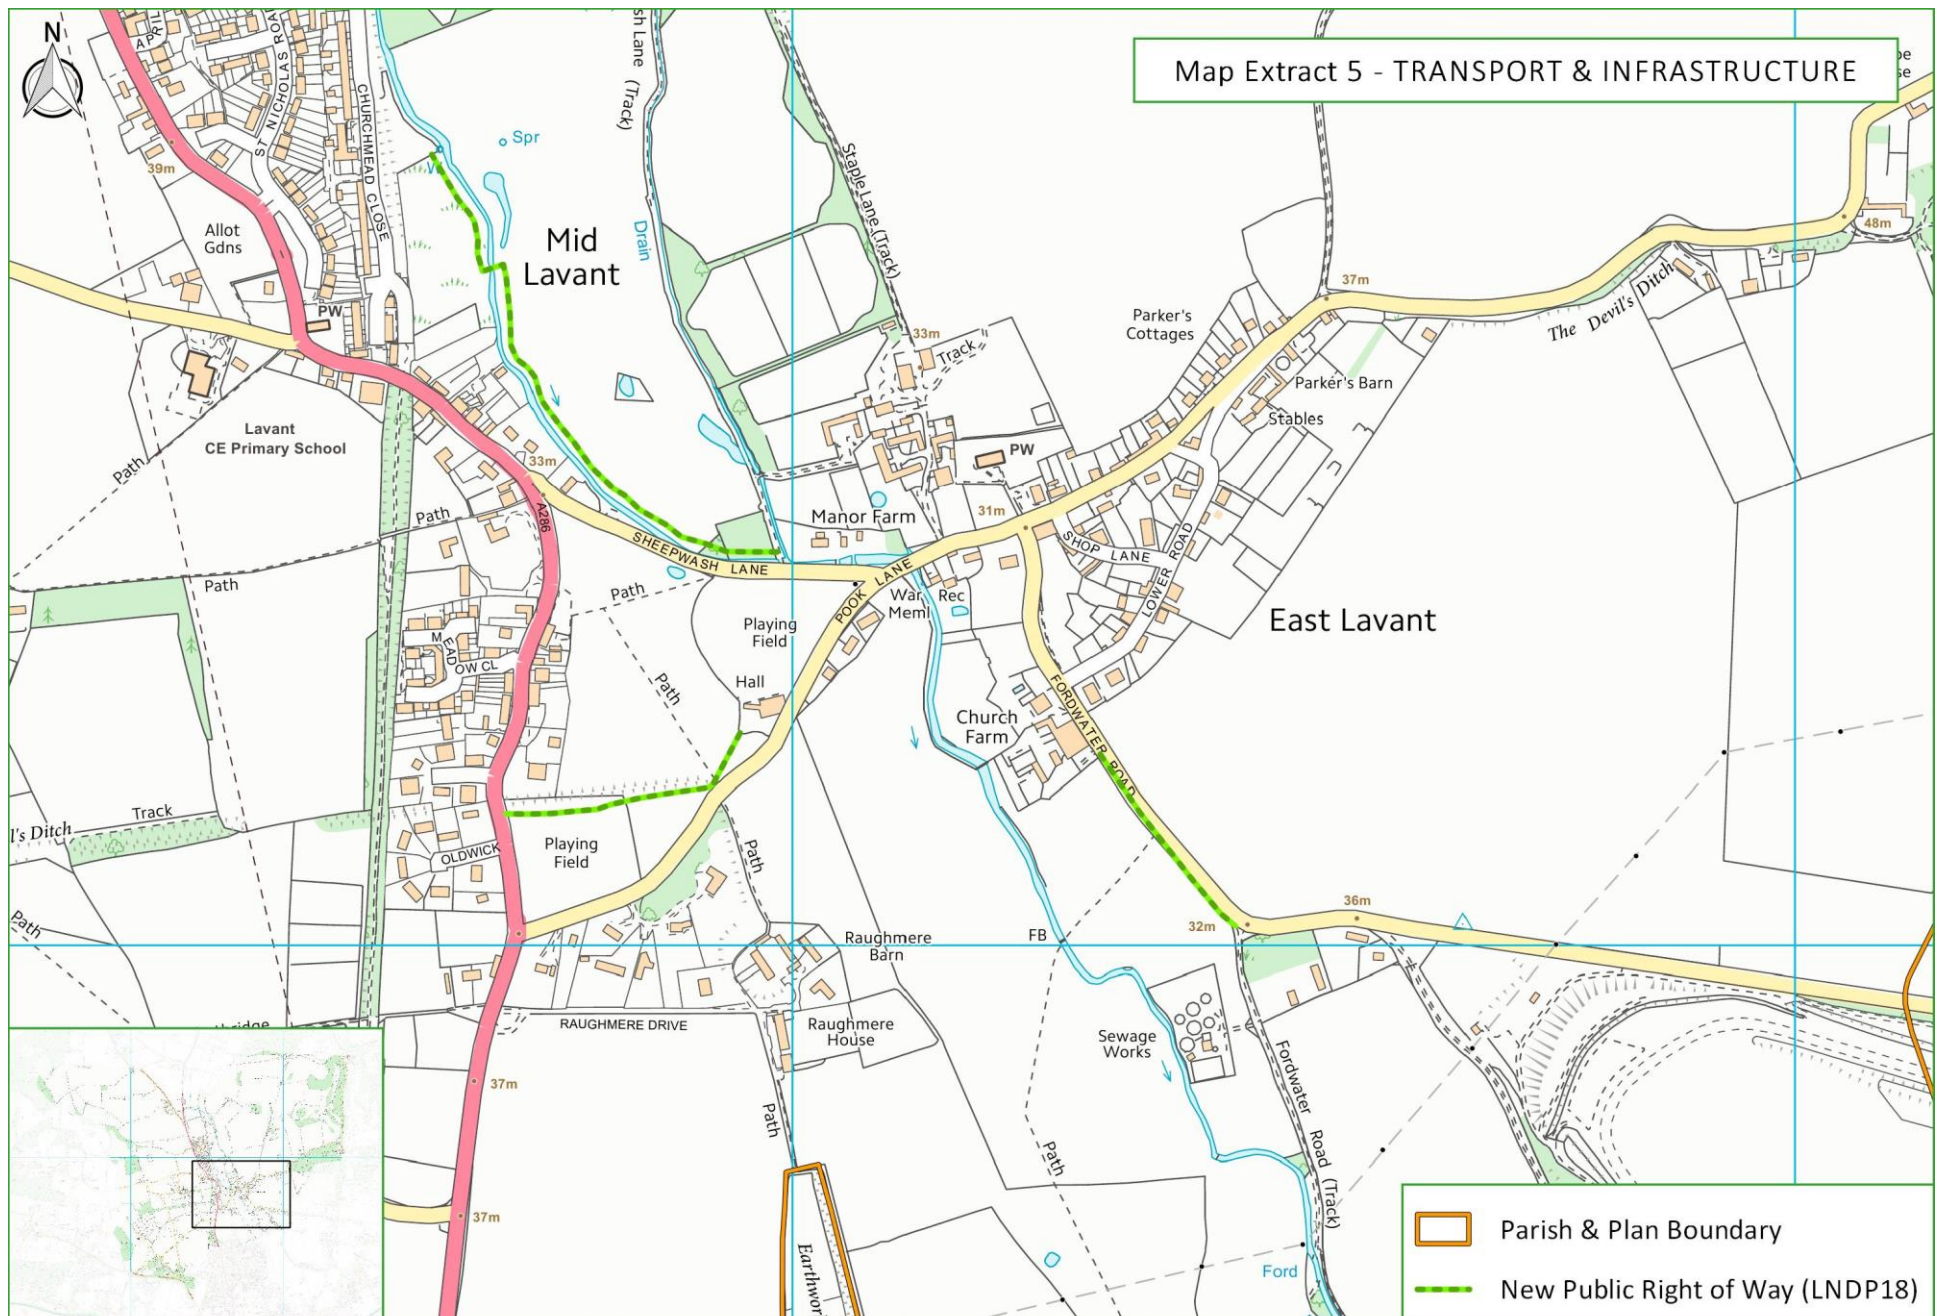 N
Map Extract 5 - TRANSPORT & INFRASTRUCTURE
APRIL
ST NICHOLAS ROAD
CHURCHMEAD CLOSE
39m
Allot
Gdns
PW
Lavant
CE Primary School
Path
Path
Path
33m
A286
W
Spr
Mid
Lavant
sh Lane (Track)
Drain
Staple Lane (Track)
33m
Track
PW
Manor Farm
31m
Parker's
Cottages
37m
Parker's Barn
Stables
The Devil's Ditch
48m
SHEEPWASH LANE
POOK LANE
War
Meml
Rec
SHOP LANE
LOWER ROAD
East Lavant
Path
Playing
Field
Path
Hall
MEADOW CL
Church
Farm
FORDWATER ROAD
l's Ditch
Track
OLDWICK
Playing
Field
Path
Path
32m
36m
FB
Raughmere
Barn
RAUGHMERE DRIVE
Raughmere
House
Sewage
Works
Fordwater Road (Track)
37m
Path
Path
37m
Ford
Parish & Plan Boundary
New Public Right of Way (LNDP18)